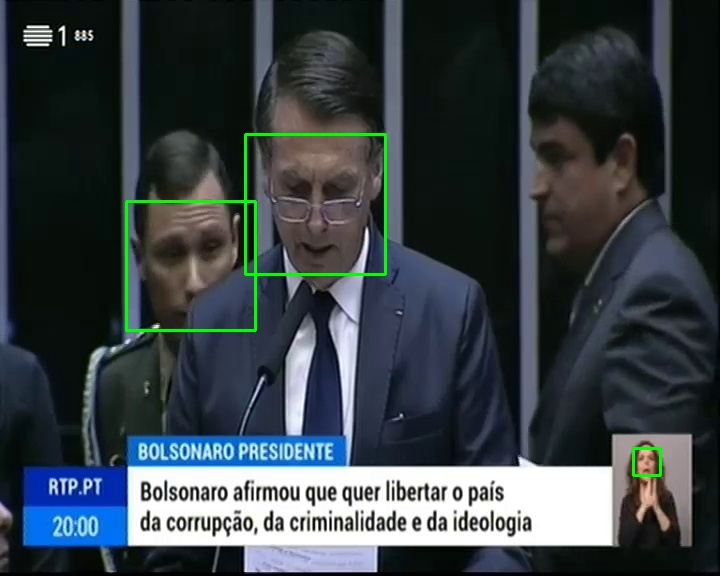 1 885
BOLSONARO PRESIDENTE
RTP.PT
20:00
Bolsonaro afirmou que quer libertar o país
da corrupção, da criminalidade e da ideologia